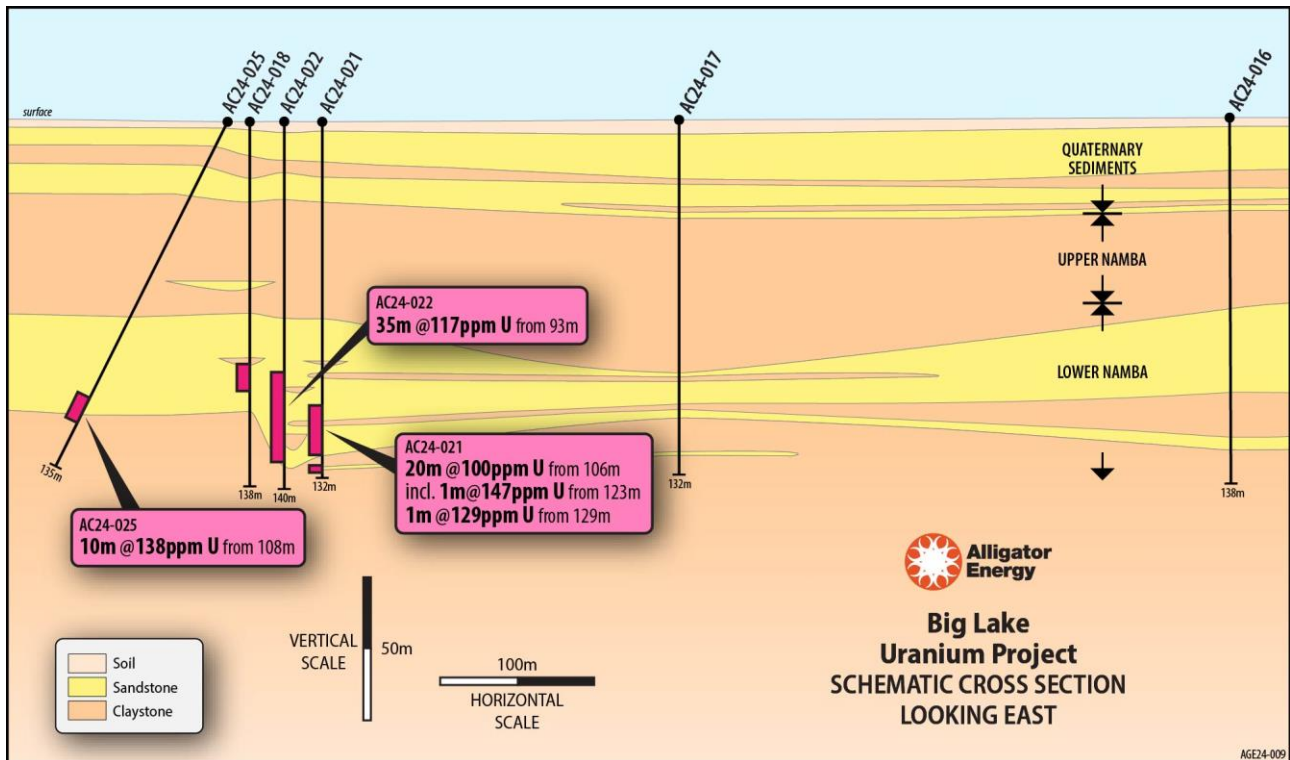 AC24-025
AC24-018
AC24-022
AC24-021
AC24-017
AC24-016
surface
QUATERNARY
SEDIMENTS
UPPER NAMBA
LOWER NAMBA
AC24-022
35m @117ppm U from 93m
AC24-021
20m @100ppm U from 106m
incl. 1m@147ppm U from 123m
1m @129ppm U from 129m
AC24-025
10m @138ppm U from 108m
135m
138m
140m
132m
132m
138m
VERTICAL
SCALE
50m
100m
HORIZONTAL
SCALE
Soil
Sandstone
Claystone
Alligator
Energy
Big Lake
Uranium Project
SCHEMATIC CROSS SECTION
LOOKING EAST
AGE24-009